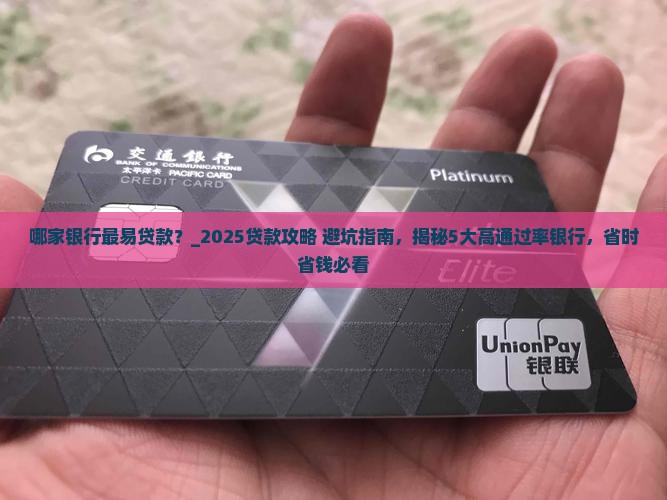 交通銀行
BANK OF COMMUNICATIONS
太平洋卡 PACIFIC CARD
CREDIT CARD
Platinum
哪家银行最易贷款？_2025贷款攻略 避坑指南，揭秘5大高通过率银行，省时
省钱必看
Elite
UnionPay
银联